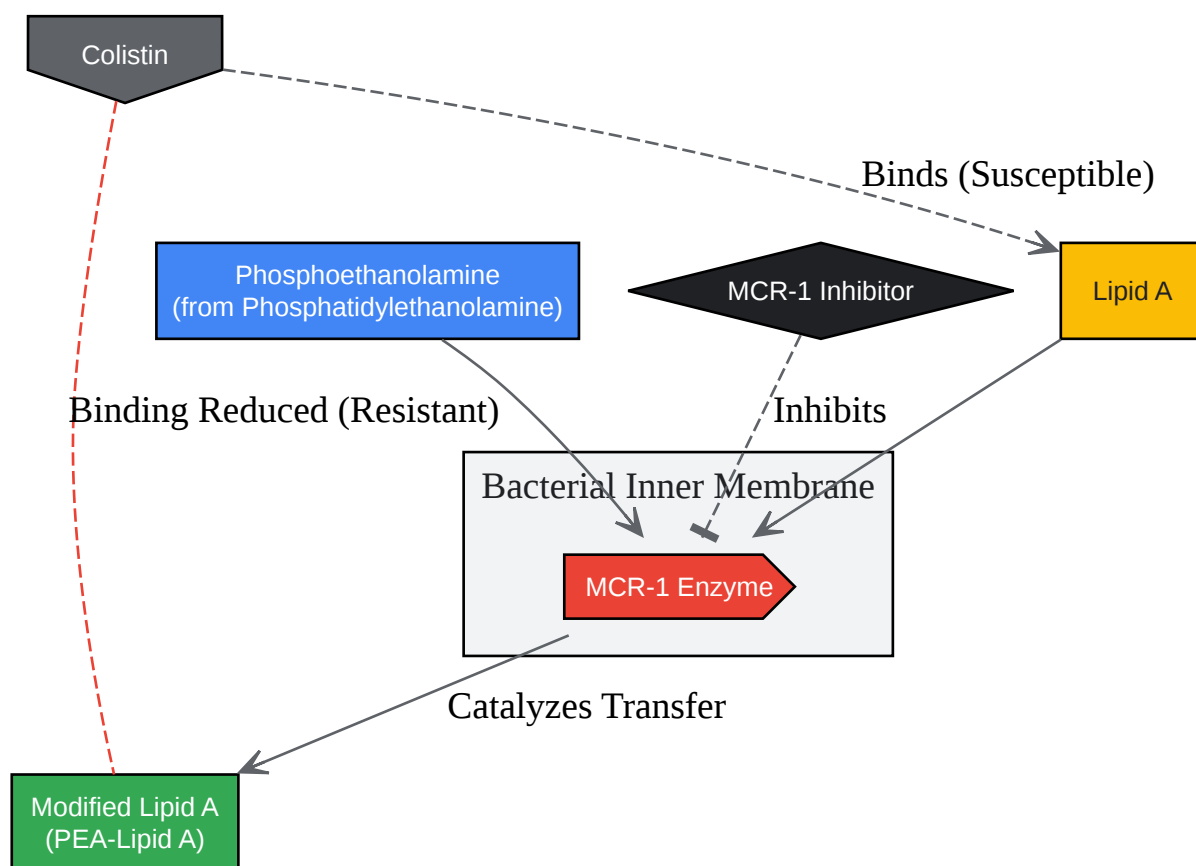 Colistin
Binds (Susceptible)
Phosphoethanolamine
(from Phosphatidylethanolamine)
MCR-1 Inhibitor
Lipid A
Binding Reduced (Resistant)
Inhibits
Bacterial Inner Membrane
MCR-1 Enzyme
Catalyzes Transfer
Modified Lipid A
(PEA-Lipid A)